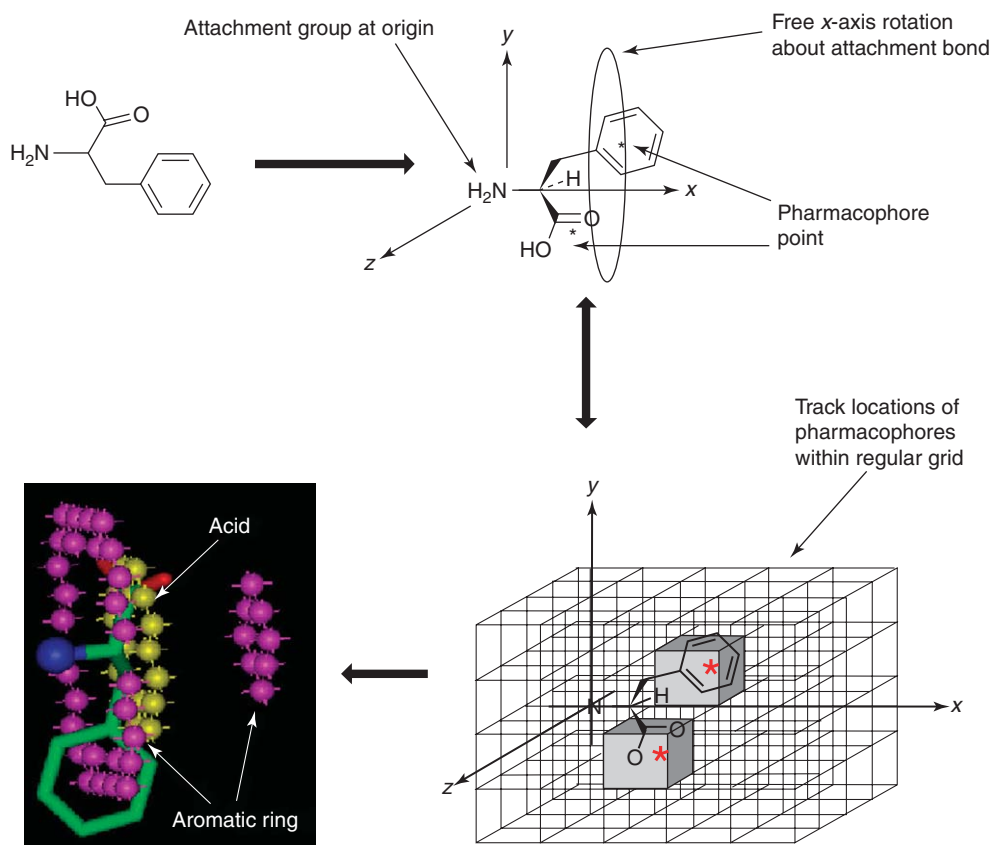 Attachment group at origin
Free x-axis rotation
about attachment bond
y
HO
O
H₂N
H₂N
H
*
x
O
*
HO
z
Pharmacophore
point
Track locations of
pharmacophores
within regular grid
y
Acid
*
N
H
x
O
O
*
z
Aromatic ring